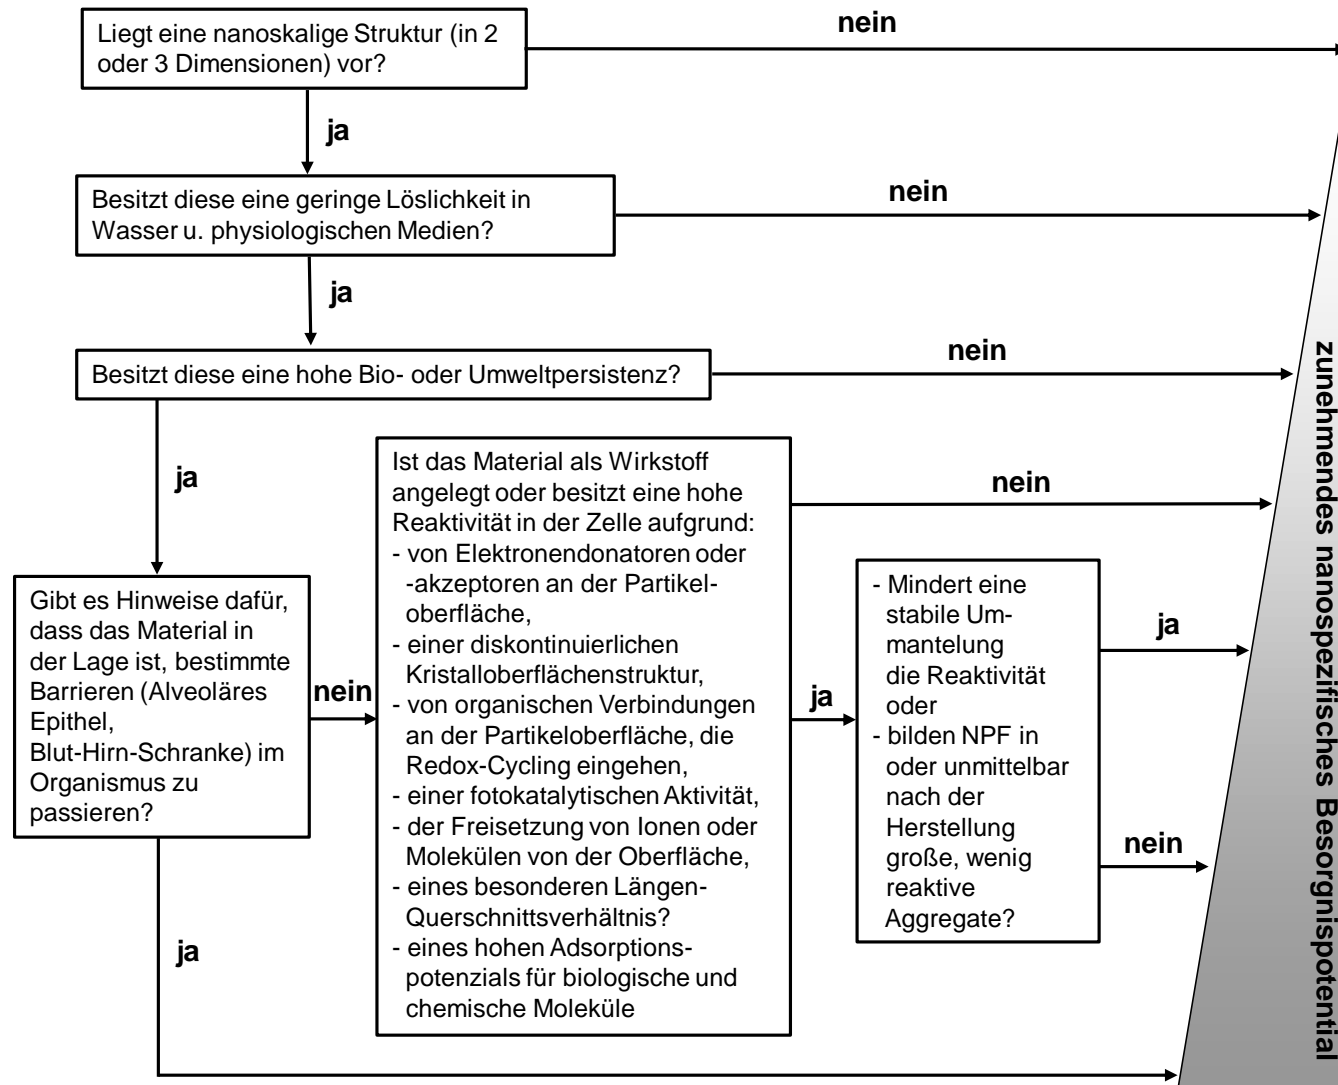 Liegt eine nanoskalige Struktur (in 2
oder 3 Dimensionen) vor?
nein
ja
Besitzt diese eine geringe Löslichkeit in
Wasser u. physiologischen Medien?
nein
ja
Besitzt diese eine hohe Bio- oder Umweltpersistenz?
nein
ja
Gibt es Hinweise dafür,
dass das Material in
der Lage ist, bestimmte
Barrieren (Alveoläres
Epithel,
Blut-Hirn-Schranke) im
Organismus zu
passieren?
nein
ja
Ist das Material als Wirkstoff
angelegt oder besitzt eine hohe
Reaktivität in der Zelle aufgrund:
- von Elektronendonatoren oder
-akzeptoren an der Partikel-
oberfläche,
- einer diskontinuierlichen
Kristalloberflächenstruktur,
- von organischen Verbindungen
an der Partikeloberfläche, die
Redox-Cycling eingehen,
- einer fotokatalytischen Aktivität,
- der Freisetzung von Ionen oder
Molekülen von der Oberfläche,
- eines besonderen Längen-
Querschnittsverhältnis?
- eines hohen Adsorptions-
potenzials für biologische und
chemische Moleküle
nein
ja
- Mindert eine
stabile Um-
mantelung
die Reaktivität
oder
- bilden NPF in
oder unmittelbar
nach der
Herstellung
große, wenig
reaktive
Aggregate?
ja
nein
zunehmendes nanospezifisches Besorgnispotential